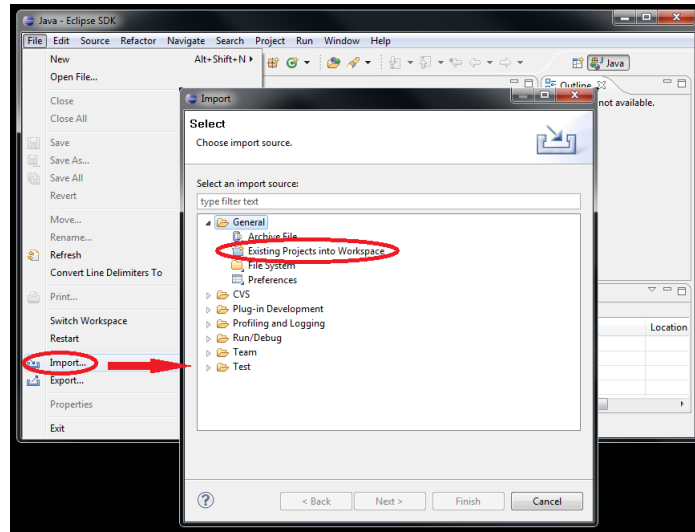 Java - Eclipse SDK
File Edit Source Refactor Navigate Search Project Run Window Help
New Alt+Shift+N
Open File...
Java
Outline
not available.
Close
Close All
Save
Save As...
Save All
Revert
Move...
Rename...
Refresh
Convert Line Delimiters To
Print...
Switch Workspace
Restart
Import...
Export...
Properties
Exit
Location
Import
Select
Choose import source.
Select an import source:
type filter text
General
Archive File
Existing Projects into Workspace
File System
Preferences
CVS
Plug-in Development
Profiling and Logging
Run/Debug
Team
Test
?
< Back Next > Finish Cancel